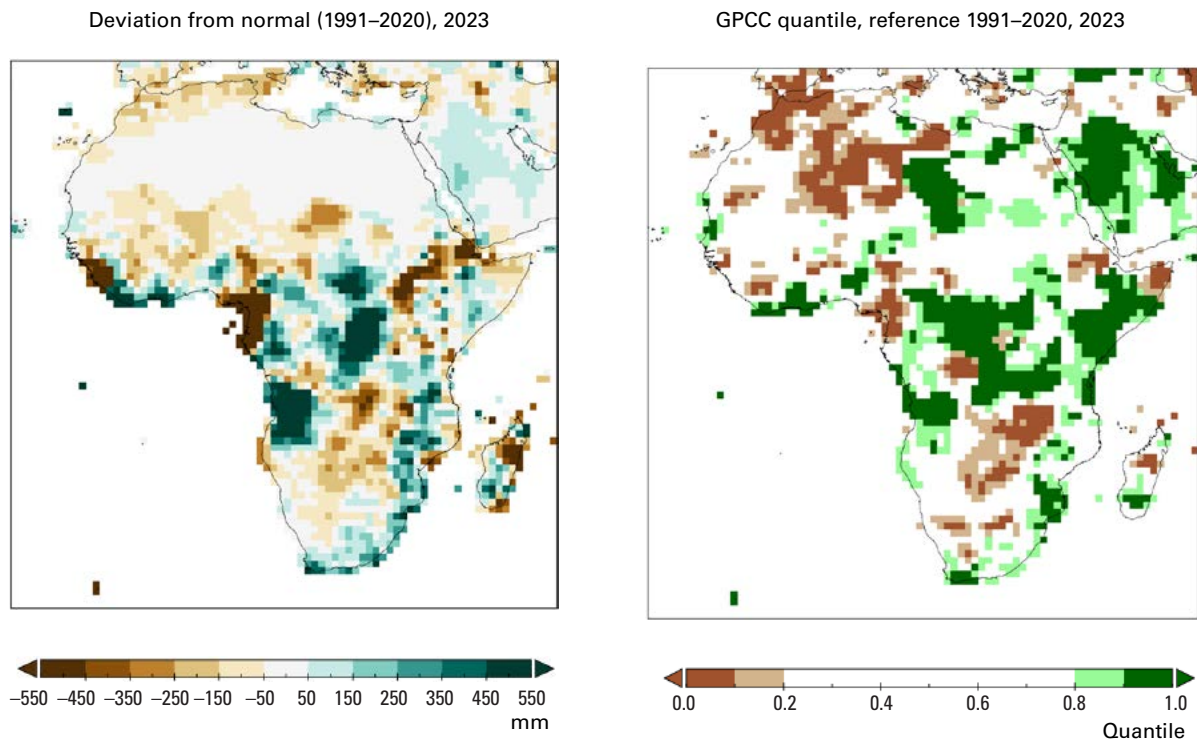 Deviation from normal (1991–2020), 2023
GPCC quantile, reference 1991–2020, 2023
−550 −450 −350 −250 −150 −50 50 150 250 350 450 550
mm
0.0 0.2 0.4 0.6 0.8 1.0
Quantile